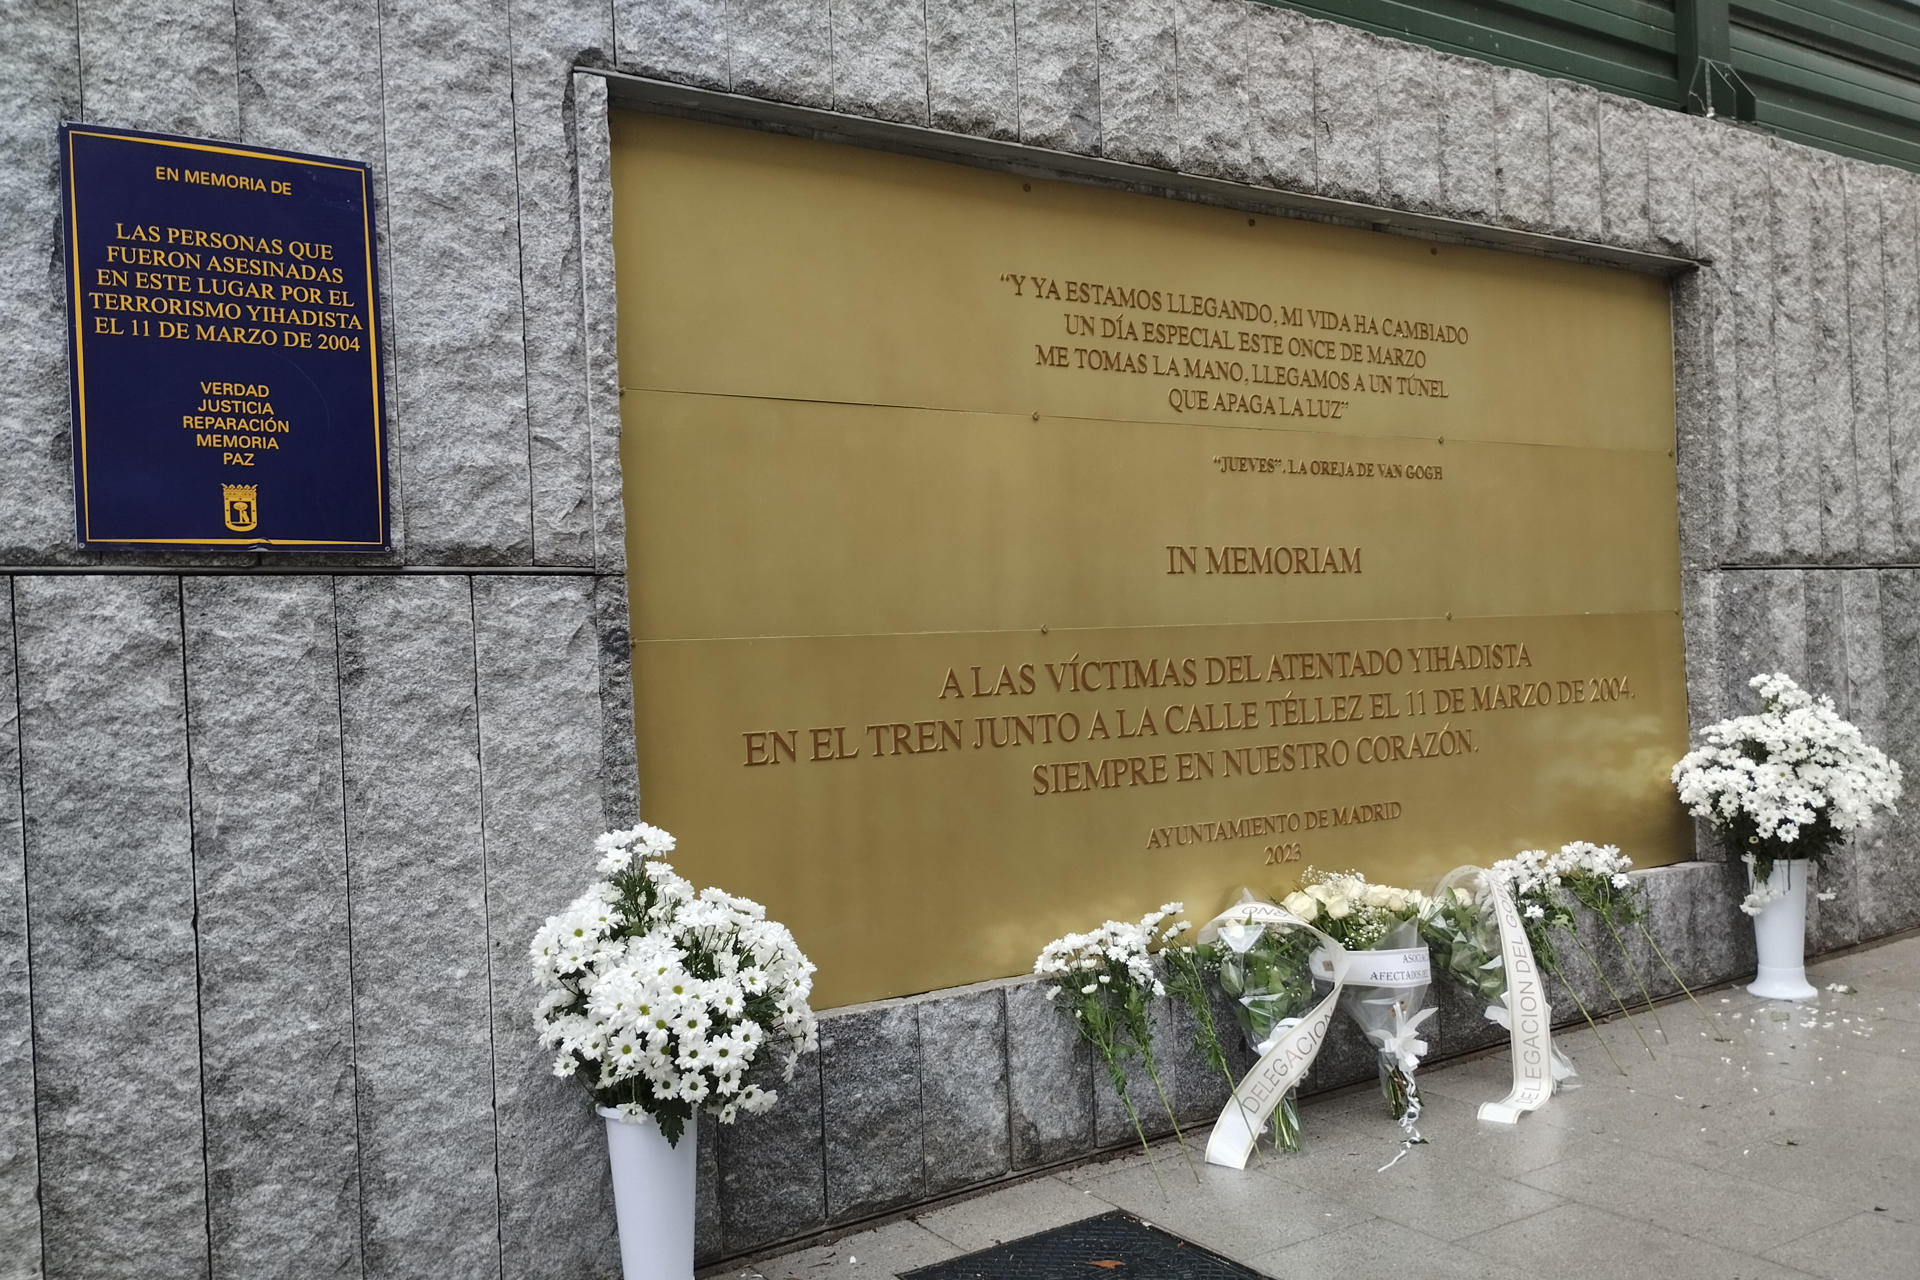 EN MEMORIA DE
LAS PERSONAS QUE
FUERON ASESINADAS
EN ESTE LUGAR POR EL
TERRORISMO YIHADISTA
EL 11 DE MARZO DE 2004
VERDAD
JUSTICIA
REPARACIÓN
MEMORIA
PAZ
“Y YA ESTAMOS LLEGANDO, MI VIDA HA CAMBIADO
UN DÍA ESPECIAL ESTE ONCE DE MARZO
ME TOMAS LA MANO, LLEGAMOS A UN TÚNEL
QUE APAGA LA LUZ”
“JUEVES”. LA OREJA DE VAN GOGH
IN MEMORIAM
A LAS VÍCTIMAS DEL ATENTADO YIHADISTA
EN EL TREN JUNTO A LA CALLE TÉLLEZ EL 11 DE MARZO DE 2004.
SIEMPRE EN NUESTRO CORAZÓN.
AYUNTAMIENTO DE MADRID
2023
DELEGACION
AFECTADOS
DELEGACION DEL